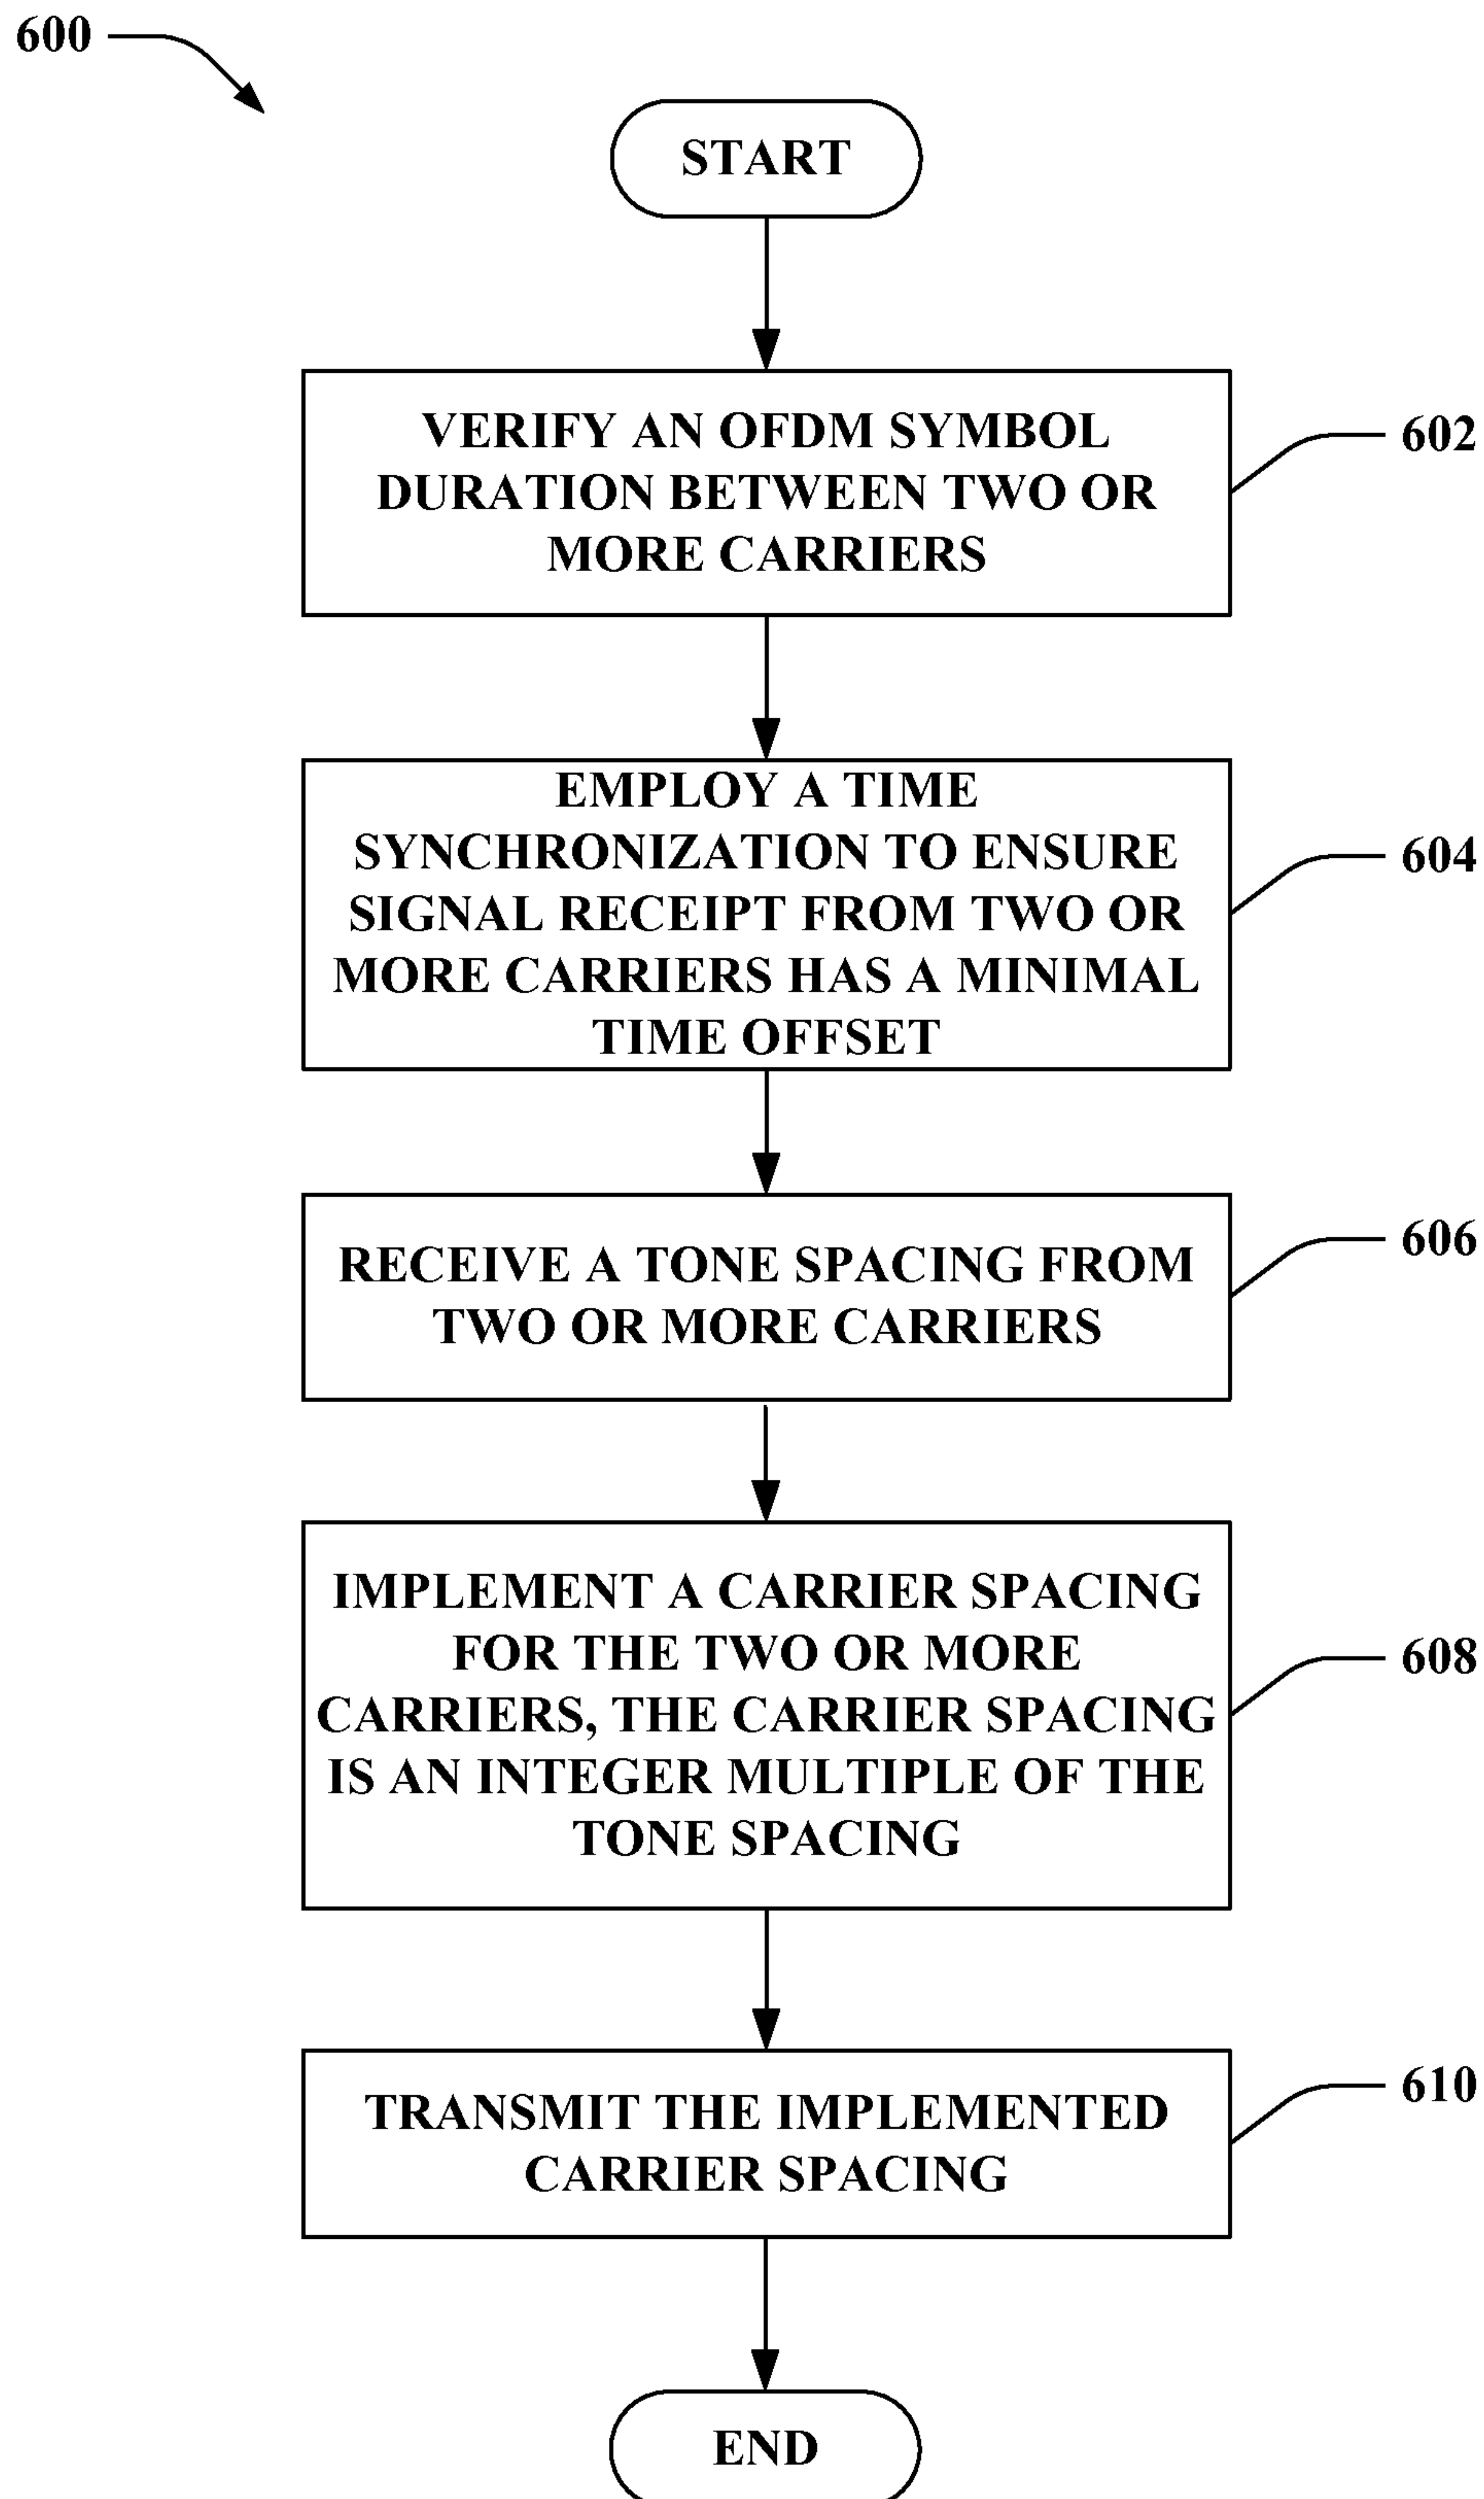 600
START
VERIFY AN OFDM SYMBOL
DURATION BETWEEN TWO OR
MORE CARRIERS
602
EMPLOY A TIME
SYNCHRONIZATION TO ENSURE
SIGNAL RECEIPT FROM TWO OR
MORE CARRIERS HAS A MINIMAL
TIME OFFSET
604
RECEIVE A TONE SPACING FROM
TWO OR MORE CARRIERS
606
IMPLEMENT A CARRIER SPACING
FOR THE TWO OR MORE
CARRIERS, THE CARRIER SPACING
IS AN INTEGER MULTIPLE OF THE
TONE SPACING
608
TRANSMIT THE IMPLEMENTED
CARRIER SPACING
610
END